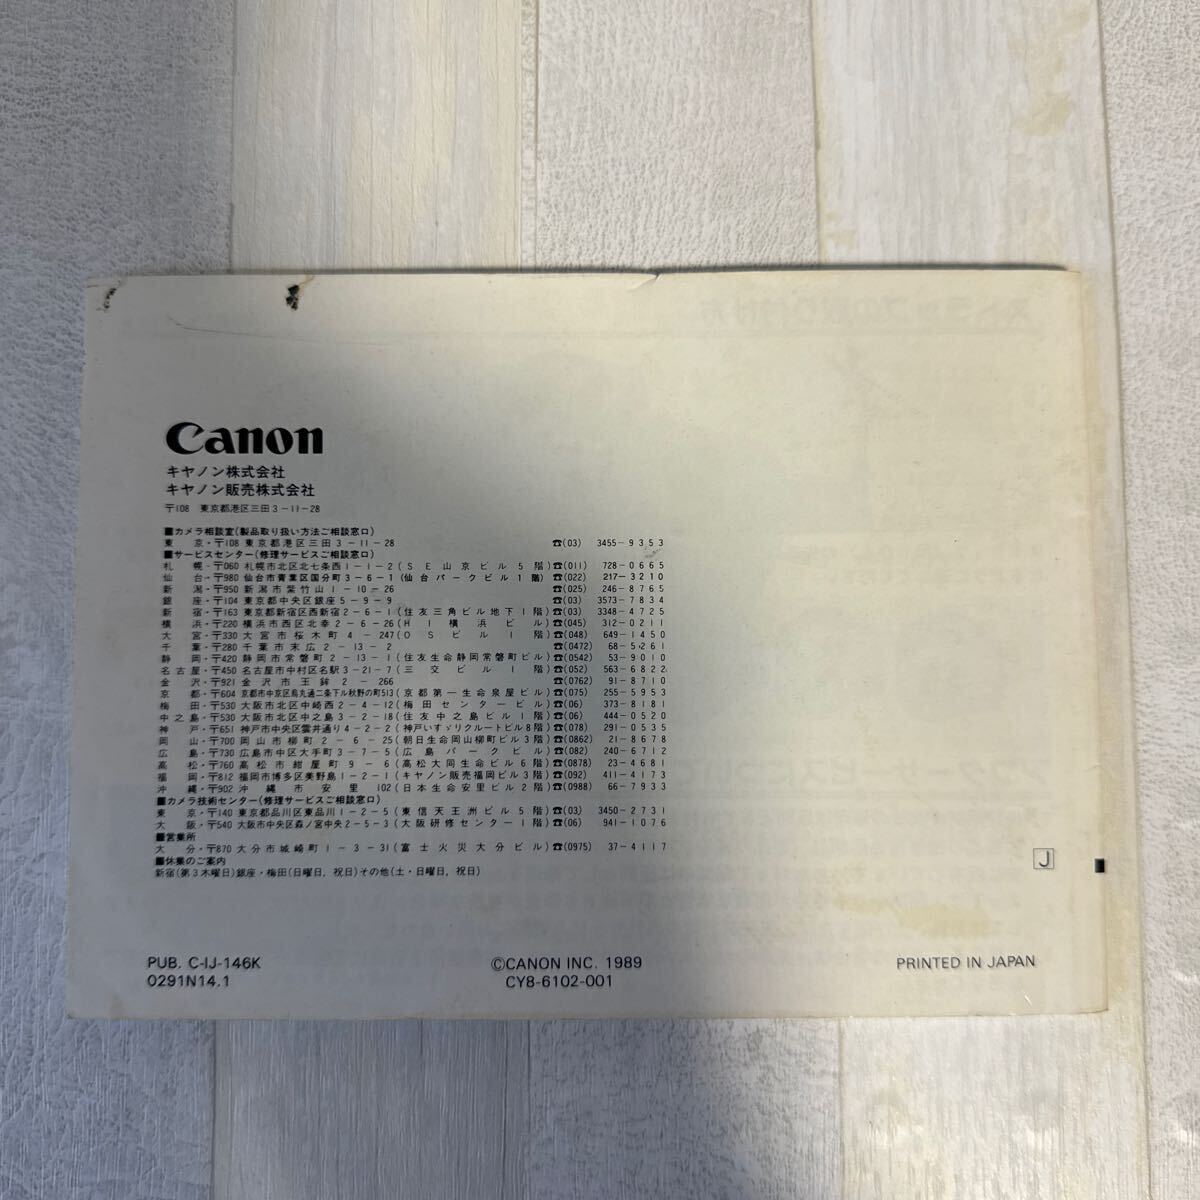 Canon
キヤノン株式会社
キヤノン販売株式会社
〒108 東京都港区三田3-11-28
■カメラ相談室(製品取り扱い方法ご相談窓口)
東京・〒108 東京都港区三田3-11-28 ☎(03) 3455-9353
■サービスセンター(修理サービスご相談窓口)
札幌・〒060 札幌市北区北七条西1-1-2(SE山京ビル5階)☎(011) 728-0665
仙台・〒980 仙台市青葉区国分町3-6-1(仙台パークビル1階)☎(022) 217-3210
新潟・〒950 新潟市紫竹山1-10-26 ☎(025) 246-8765
銀座・〒104 東京都中央区銀座5-9-9 ☎(03) 3573-7834
新宿・〒163 東京都新宿区西新宿2-6-1(住友三角ビル地下1階)☎(03) 3348-4725
横浜・〒220 横浜市西区北幸2-6-26(HI横浜ビル)☎(045) 312-0211
大宮・〒330 大宮市桜木町4-247(OSビル1階)☎(048) 649-1450
千葉・〒280 千葉市末広2-13-2 ☎(0472) 68-5261
静岡・〒420 静岡市常磐町2-13-1(住友生命静岡常磐町ビル)☎(0542) 53-9010
名古屋・〒450 名古屋市中村区名駅3-21-7(三交ビル1階)☎(052) 563-6822
金沢・〒921 金沢市玉鉾2-266 ☎(0762) 91-8710
京都・〒604 京都市中京区烏丸通二条下ル秋野の町513(京都第一生命泉屋ビル)☎(075) 255-5953
梅田・〒530 大阪市北区中崎西2-4-12(梅田センタービル)☎(06) 373-8181
中之島・〒530 大阪市北区中之島3-2-18(住友中之島ビル1階)☎(06) 444-0520
神戸・〒651 神戸市中央区雲井通り4-2-2(神戸いすゞリクルートビル8階)☎(078) 291-0535
岡山・〒700 岡山市柳町2-6-25(朝日生命岡山柳町ビル3階)☎(0862) 21-8678
広島・〒730 広島市中区大手町3-7-5(広島パークビル)☎(082) 240-6712
高松・〒760 高松市紺屋町9-6(高松大同生命ビル6階)☎(0878) 23-4681
福岡・〒812 福岡市博多区美野島1-2-1(キヤノン販売福岡ビル3階)☎(092) 411-4173
沖縄・〒902 沖縄市安里102(日本生命安里ビル2階)☎(0988) 66-7933
■カメラ技術センター(修理サービスご相談窓口)
東京・〒140 東京都品川区東品川1-2-5(東信天王洲ビル5階)☎(03) 3450-2731
大阪・〒540 大阪市中央区森ノ宮中央2-5-3(大阪研修センター1階)☎(06) 941-1076
■営業所
大分・〒870 大分市城崎町1-3-31(富士火災大分ビル)☎(0975) 37-4117
■休業のご案内
新宿(第3木曜日)銀座・梅田(日曜日,祝日)その他(土・日曜日,祝日)
J
PUB. C-IJ-146K
0291N14.1
©CANON INC. 1989
CY8-6102-001
PRINTED IN JAPAN